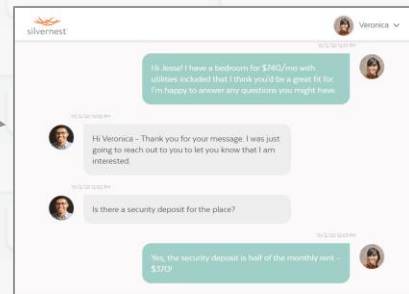 silvernest
Veronica
Hi Jesse! I have a bedroom for $740/mo with
utilities included that I think you'd be a great fit for.
I'm happy to answer any questions you might have.
Hi Veronica – Thank you for your message. I was just
going to reach out to you to let you know that I am
interested.
Is there a security deposit for the place?
Yes, the security deposit is half of the monthly rent –
$370!